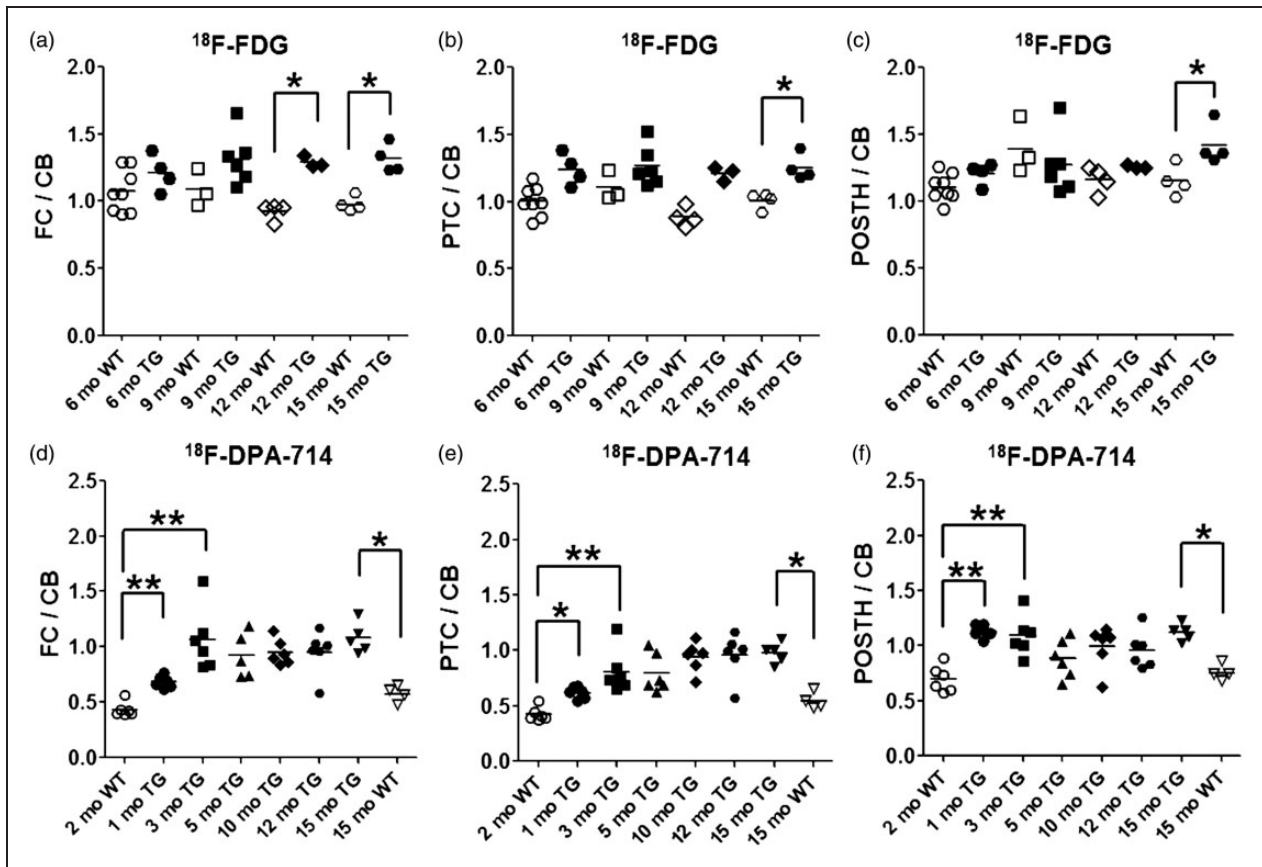 (a)
¹⁸F-FDG
FC / CB
2.0
1.5
1.0
0.5
0.0
*
*
6 mo WT
6 mo TG
9 mo WT
9 mo TG
12 mo WT
12 mo TG
15 mo WT
15 mo TG
(b)
¹⁸F-FDG
PTC / CB
2.0
1.5
1.0
0.5
0.0
*
6 mo WT
6 mo TG
9 mo WT
9 mo TG
12 mo WT
12 mo TG
15 mo WT
15 mo TG
(c)
¹⁸F-FDG
POSTH / CB
2.0
1.5
1.0
0.5
0.0
*
6 mo WT
6 mo TG
9 mo WT
9 mo TG
12 mo WT
12 mo TG
15 mo WT
15 mo TG
(d)
¹⁸F-DPA-714
FC / CB
2.5
2.0
1.5
1.0
0.5
0.0
**
**
*
2 mo WT
1 mo TG
3 mo TG
5 mo TG
10 mo TG
12 mo TG
15 mo TG
15 mo WT
(e)
¹⁸F-DPA-714
PTC / CB
2.5
2.0
1.5
1.0
0.5
0.0
**
*
*
2 mo WT
1 mo TG
3 mo TG
5 mo TG
10 mo TG
12 mo TG
15 mo TG
15 mo WT
(f)
¹⁸F-DPA-714
POSTH / CB
2.5
2.0
1.5
1.0
0.5
0.0
**
**
*
2 mo WT
1 mo TG
3 mo TG
5 mo TG
10 mo TG
12 mo TG
15 mo TG
15 mo WT